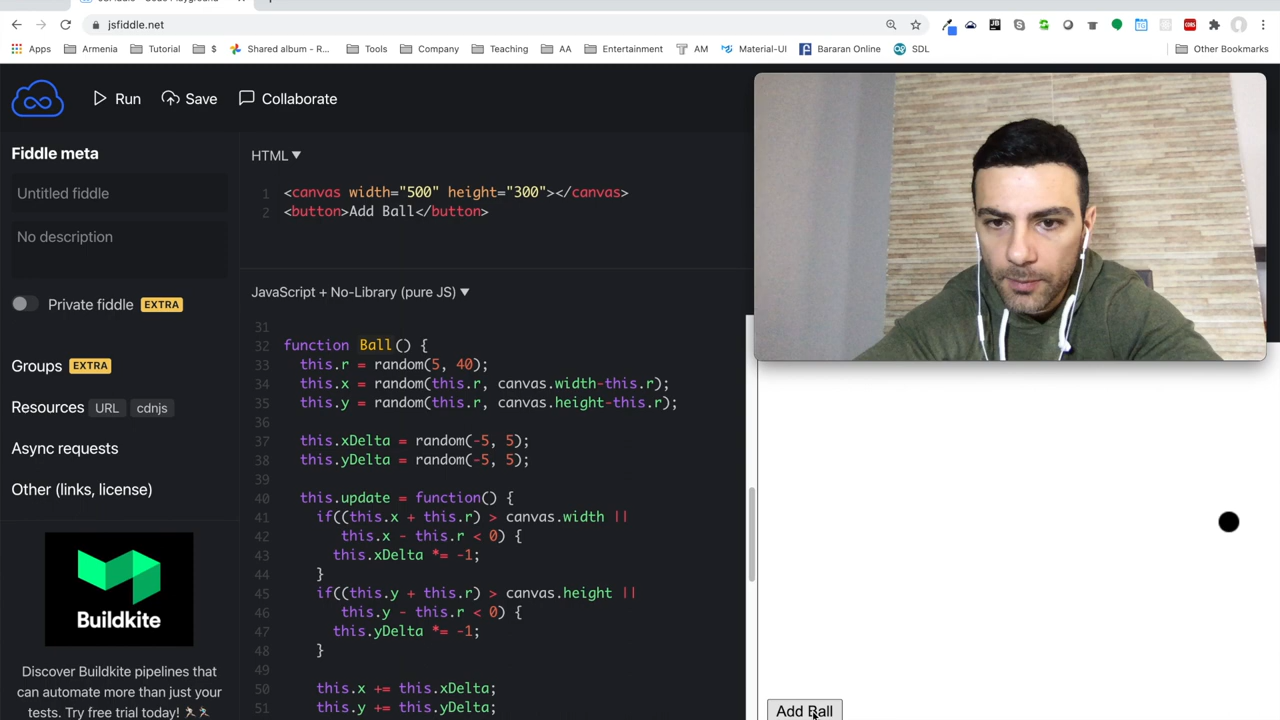 JSFiddle - Code Playground
jsfiddle.net
Apps
Armenia
Tutorial
$
Shared album - R...
Tools
Company
Teaching
AA
Entertainment
AM
Material-UI
Bararan Online
SDL
Other Bookmarks
Run
Save
Collaborate
Fiddle meta
Untitled fiddle
No description
Private fiddle EXTRA
Groups EXTRA
Resources URL cdnjs
Async requests
Other (links, license)
Buildkite
Discover Buildkite pipelines that
can automate more than just your
tests. Try free trial today!
HTML
1 <canvas width="500" height="300"></canvas>
2 <button>Add Ball</button>
JavaScript + No-Library (pure JS)
31
32 function Ball() {
33 this.r = random(5, 40);
34 this.x = random(this.r, canvas.width-this.r);
35 this.y = random(this.r, canvas.height-this.r);
36
37 this.xDelta = random(-5, 5);
38 this.yDelta = random(-5, 5);
39
40 this.update = function() {
41 if((this.x + this.r) > canvas.width ||
42 this.x - this.r < 0) {
43 this.xDelta *= -1;
44 }
45 if((this.y + this.r) > canvas.height ||
46 this.y - this.r < 0) {
47 this.yDelta *= -1;
48 }
49
50 this.x += this.xDelta;
51 this.y += this.yDelta;
Add Ball